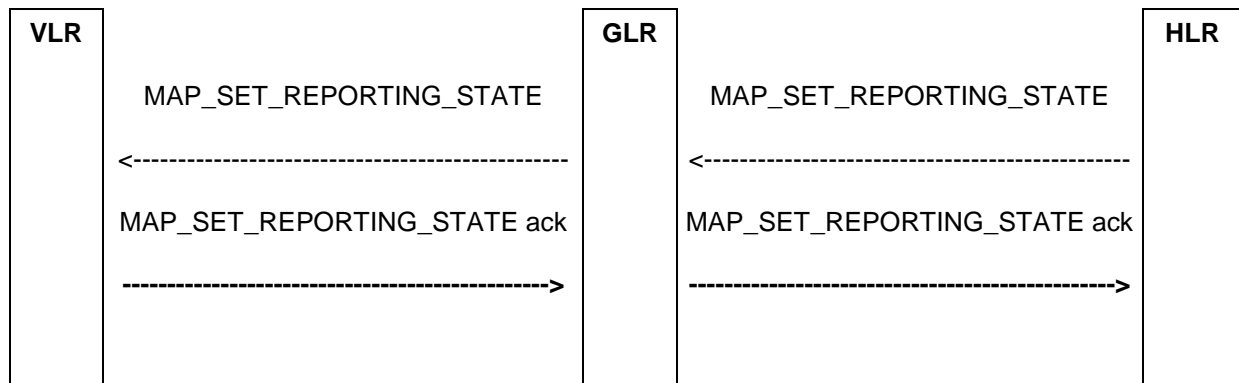 VLR GLR HLR
MAP_SET_REPORTING_STATE MAP_SET_REPORTING_STATE
<----------------------------------------------- <----------------------------------------------
MAP_SET_REPORTING_STATE ack MAP_SET_REPORTING_STATE ack
-----------------------------------------------> ----------------------------------------------->